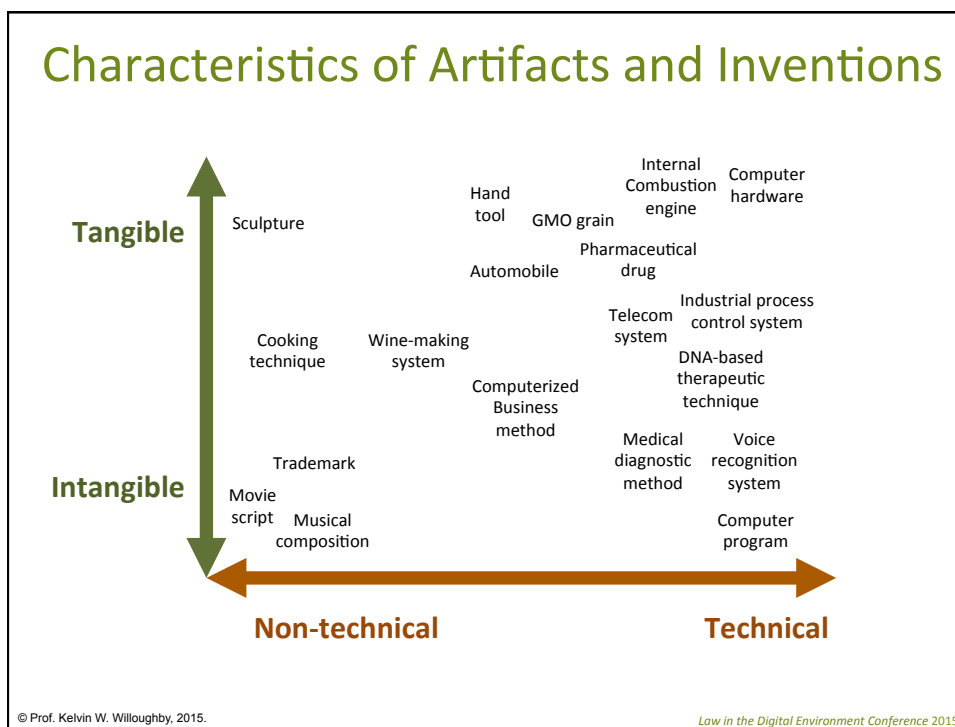 Characteristics of Artifacts and Inventions
Internal
Combustion
engine
Computer
hardware
Hand
tool
GMO grain
Tangible
Sculpture
Pharmaceutical
drug
Automobile
Industrial process
control system
Telecom
system
Cooking
technique
Wine-making
system
DNA-based
therapeutic
technique
Computerized
Business
method
Medical
diagnostic
method
Voice
recognition
system
Trademark
Intangible
Movie
script
Musical
composition
Computer
program
Non-technical
Technical
© Prof. Kelvin W. Willoughby, 2015.
Law in the Digital Environment Conference 2015